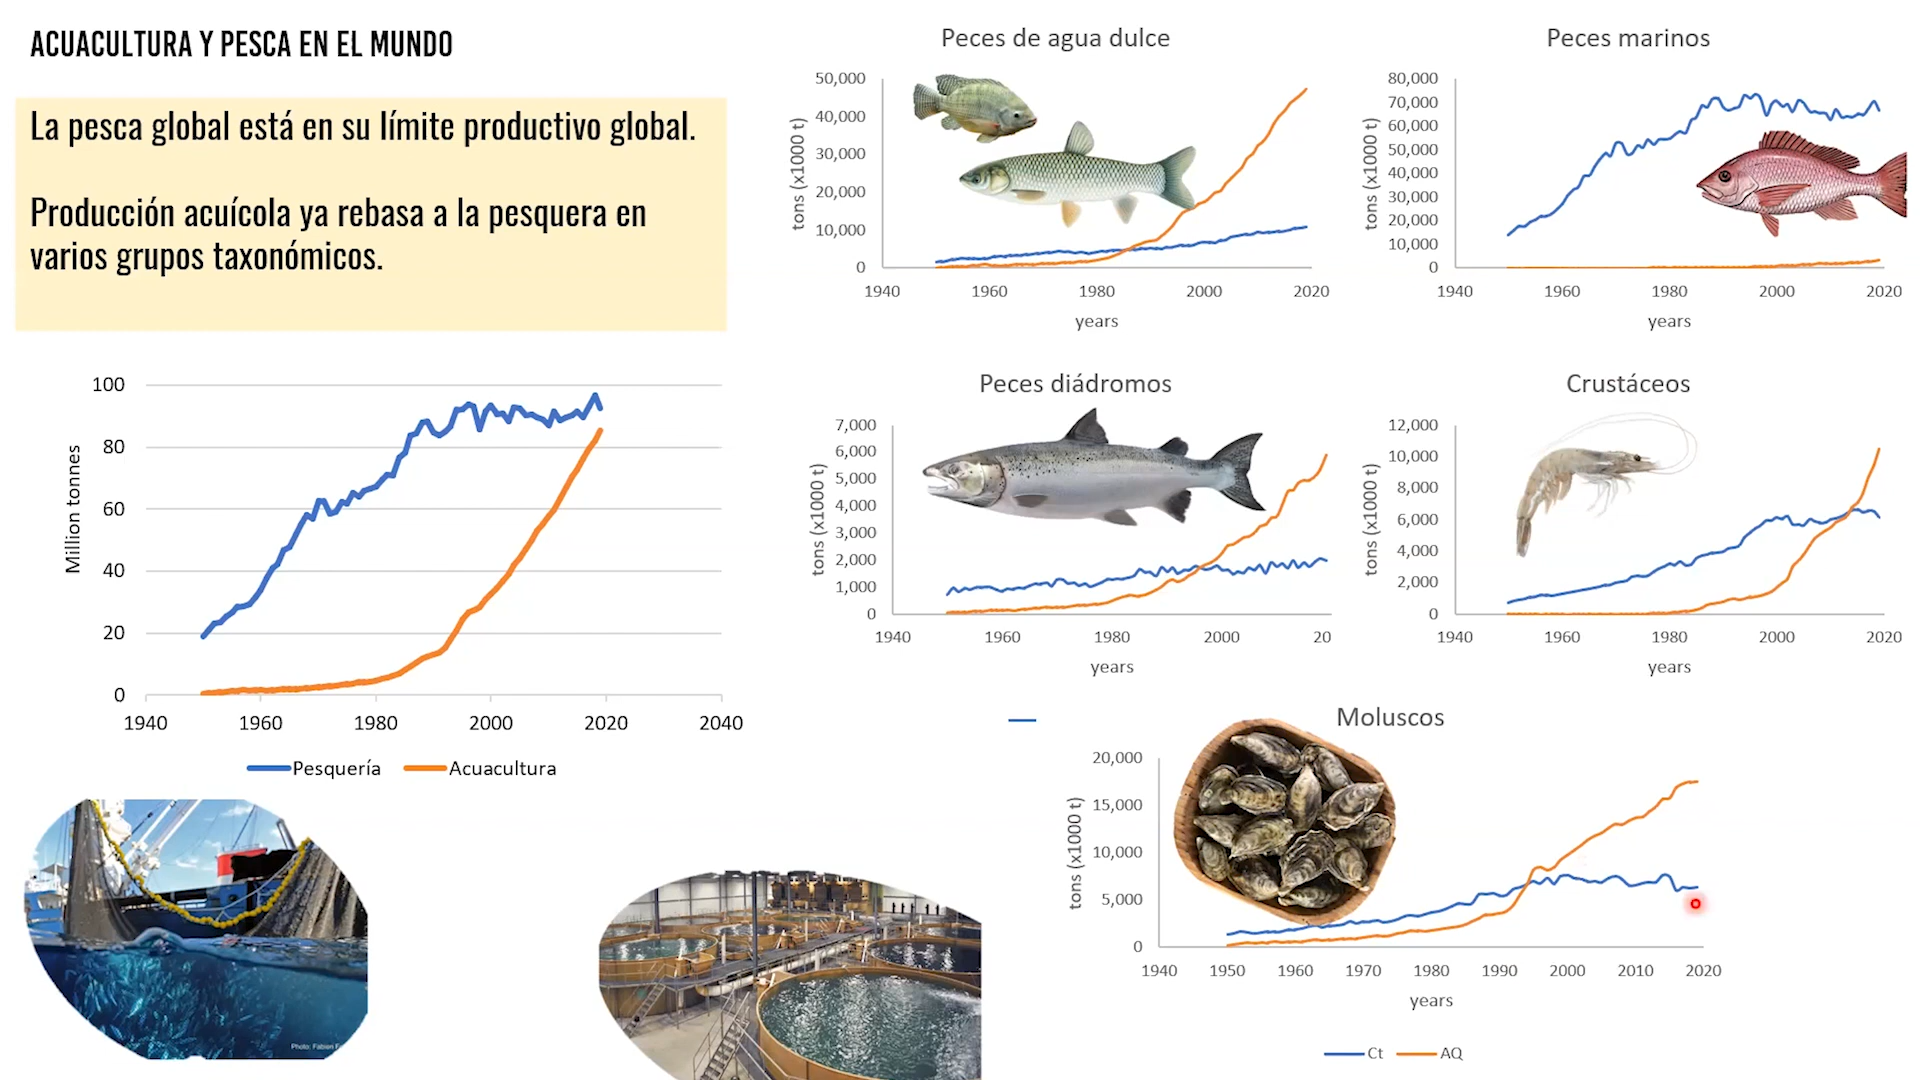 ACUACULTURA Y PESCA EN EL MUNDO
La pesca global está en su límite productivo global.
Producción acuícola ya rebasa a la pesquera en
varios grupos taxonómicos.
100
80
60
40
20
0
Million tonnes
1940 1960 1980 2000 2020 2040
Pesquería Acuacultura
Photo: Fabien
Peces de agua dulce
50,000
40,000
30,000
20,000
10,000
0
tons (x1000 t)
1940 1960 1980 2000 2020
years
Peces marinos
80,000
70,000
60,000
50,000
40,000
30,000
20,000
10,000
0
tons (x1000 t)
1940 1960 1980 2000 2020
years
Peces diádromos
7,000
6,000
5,000
4,000
3,000
2,000
1,000
0
tons (x1000 t)
1940 1960 1980 2000 20
years
Crustáceos
12,000
10,000
8,000
6,000
4,000
2,000
0
tons (x1000 t)
1940 1960 1980 2000 2020
years
Moluscos
20,000
15,000
10,000
5,000
0
tons (x1000 t)
1940 1950 1960 1970 1980 1990 2000 2010 2020
years
Ct AQ